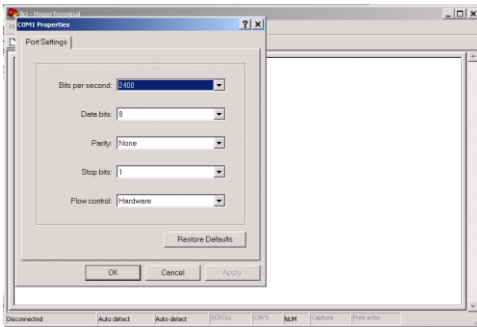 HyperTerminal
COM1 Properties
Port Settings
Bits per second: 2400
Data bits: 8
Parity: None
Stop bits: 1
Flow control: Hardware
Restore Defaults
OK Cancel Apply
Disconnected Auto detect Auto detect SCROLL CAPS NUM Capture Print echo